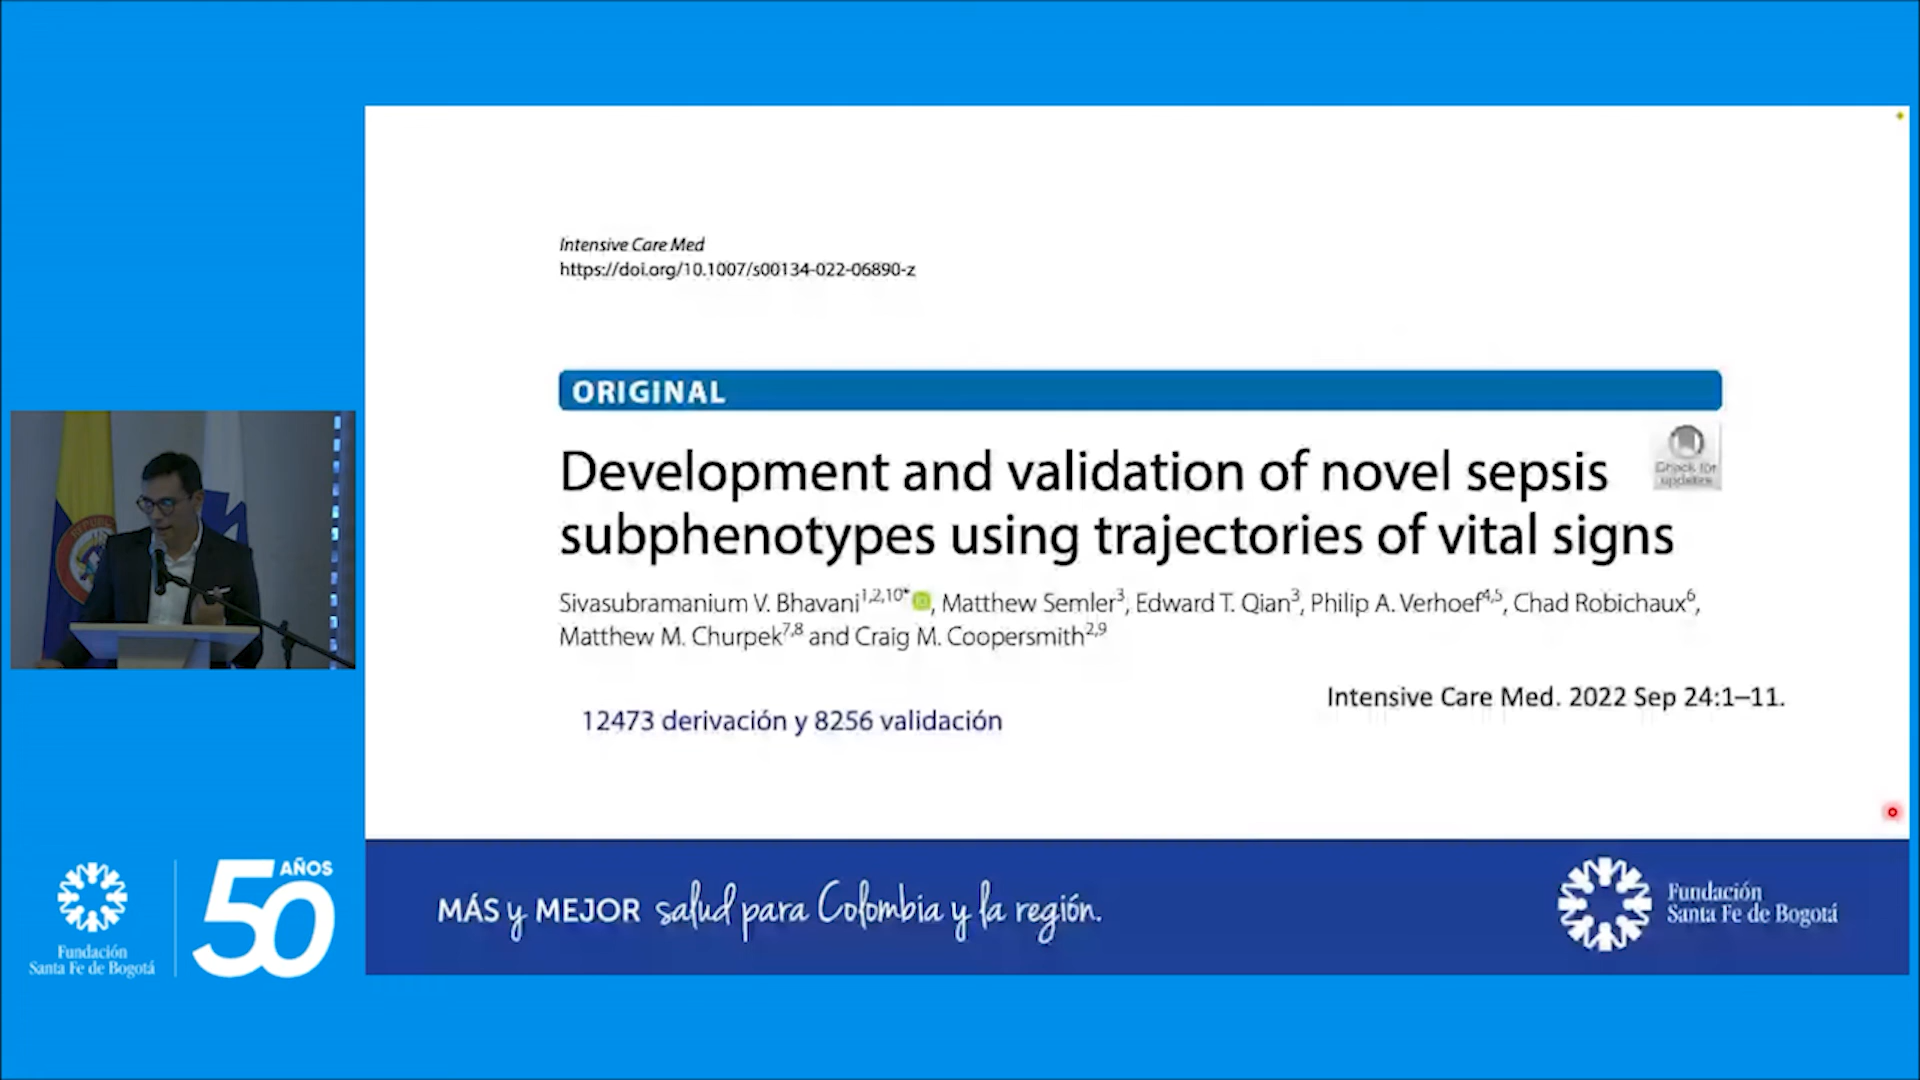 Intensive Care Med
https://doi.org/10.1007/s00134-022-06890-z
ORIGINAL
Check for
updates
Development and validation of novel sepsis
subphenotypes using trajectories of vital signs
Sivasubramanium V. Bhavani1,2,10*, Matthew Semler3, Edward T. Qian3, Philip A. Verhoef4,5, Chad Robichaux6,
Matthew M. Churpek7,8 and Craig M. Coopersmith2,9
Intensive Care Med. 2022 Sep 24:1–11.
12473 derivación y 8256 validación
MÁS y MEJOR salud para Colombia y la región.
Fundación
Santa Fe de Bogotá
Fundación
Santa Fe de Bogotá
50 AÑOS